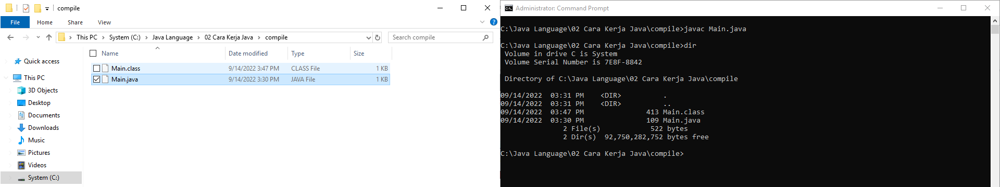 compile
File Home Share View
This PC System (C:) Java Language 02 Cara Kerja Java compile Search compile
Name Date modified Type Size
Quick access
This PC
3D Objects
Desktop
Documents
Downloads
Music
Pictures
Videos
System (C:)
Main.class 9/14/2022 3:47 PM CLASS File 1 KB
Main.java 9/14/2022 3:30 PM JAVA File 1 KB
Administrator: Command Prompt
C:\Java Language\02 Cara Kerja Java\compile>javac Main.java
C:\Java Language\02 Cara Kerja Java\compile>dir
Volume in drive C is System
Volume Serial Number is 7E8F-8842
Directory of C:\Java Language\02 Cara Kerja Java\compile
09/14/2022 03:31 PM <DIR> .
09/14/2022 03:31 PM <DIR> ..
09/14/2022 03:47 PM 413 Main.class
09/14/2022 03:30 PM 109 Main.java
2 File(s) 522 bytes
2 Dir(s) 92,750,282,752 bytes free
C:\Java Language\02 Cara Kerja Java\compile>